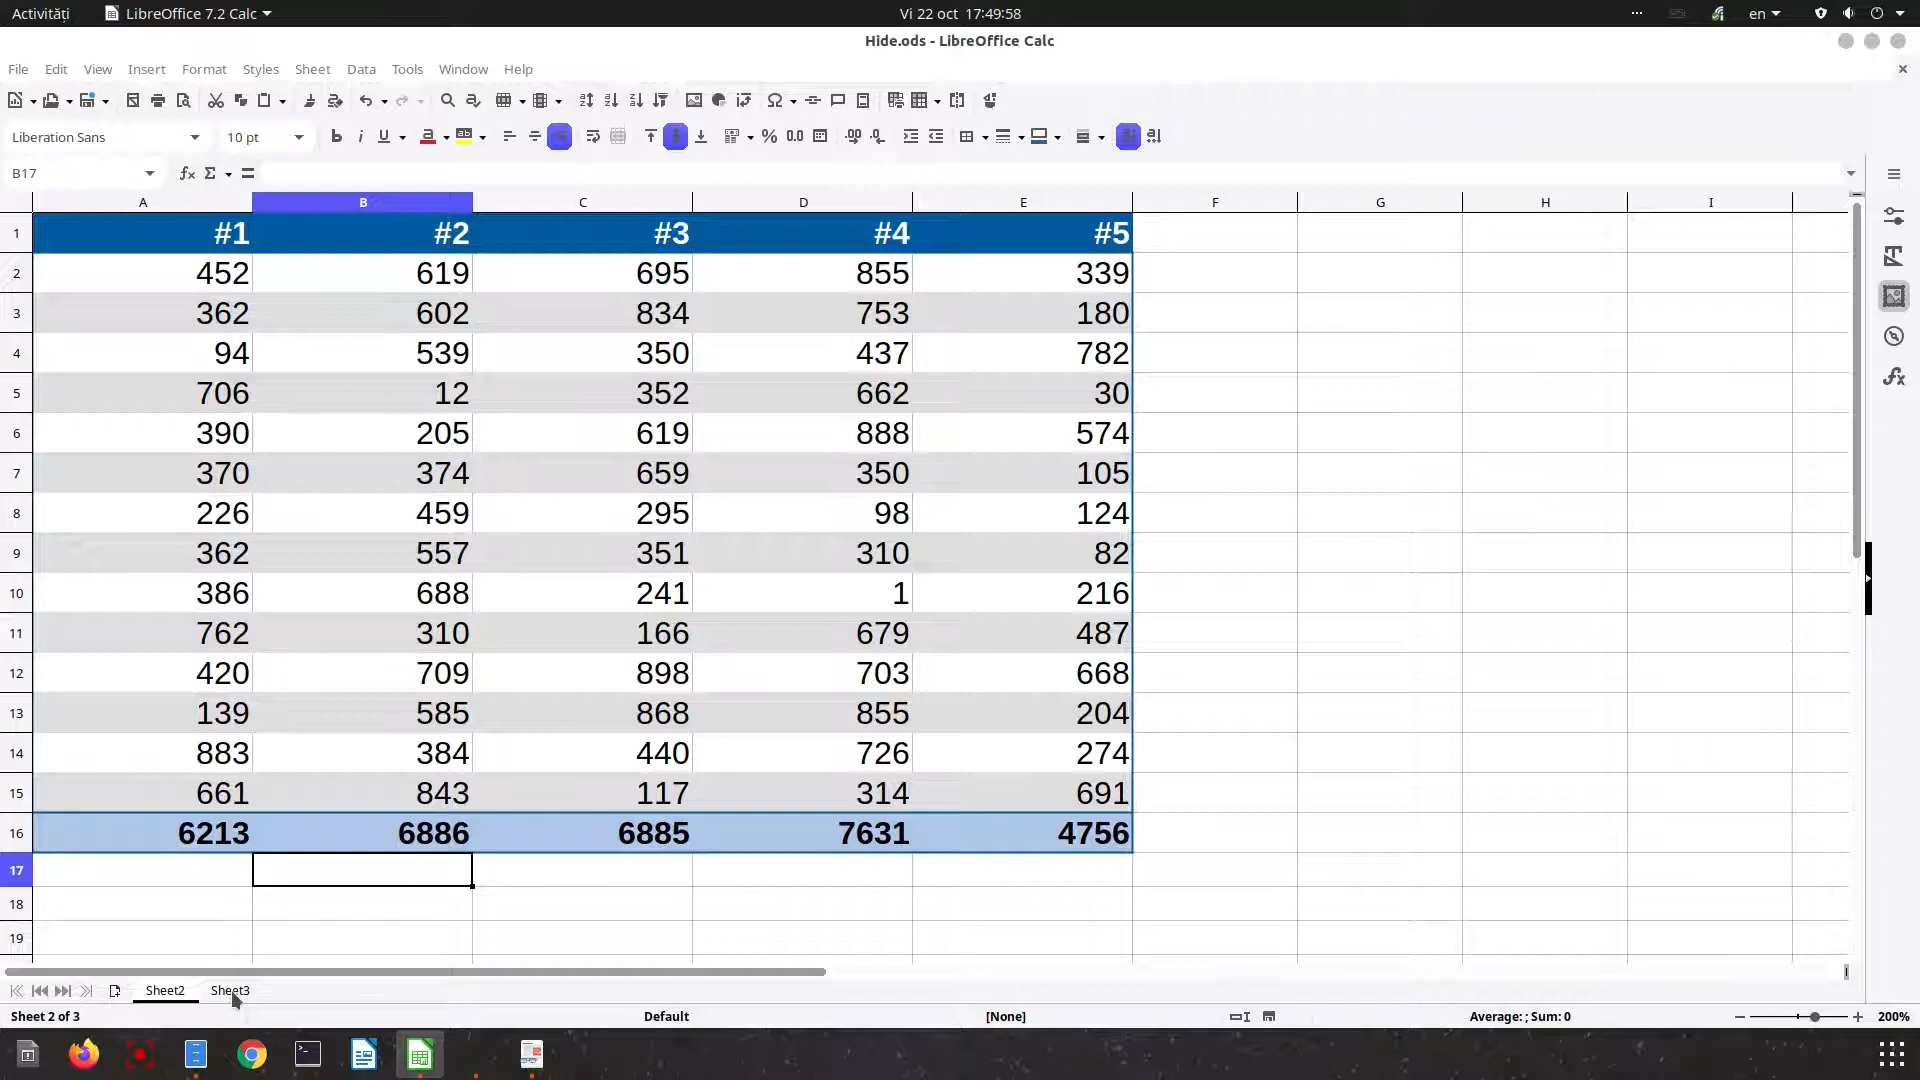 Activități LibreOffice 7.2 Calc Vi 22 oct 17:49:58 en
Hide.ods - LibreOffice Calc
File Edit View Insert Format Styles Sheet Data Tools Window Help
Liberation Sans 10 pt
B17
A B C D E F G H I
1 #1 #2 #3 #4 #5
2 452 619 695 855 339
3 362 602 834 753 180
4 94 539 350 437 782
5 706 12 352 662 30
6 390 205 619 888 574
7 370 374 659 350 105
8 226 459 295 98 124
9 362 557 351 310 82
10 386 688 241 1 216
11 762 310 166 679 487
12 420 709 898 703 668
13 139 585 868 855 204
14 883 384 440 726 274
15 661 843 117 314 691
16 6213 6886 6885 7631 4756
17
18
19
Sheet2 Sheet3
Sheet 2 of 3 Default [None] Average: ; Sum: 0 200%